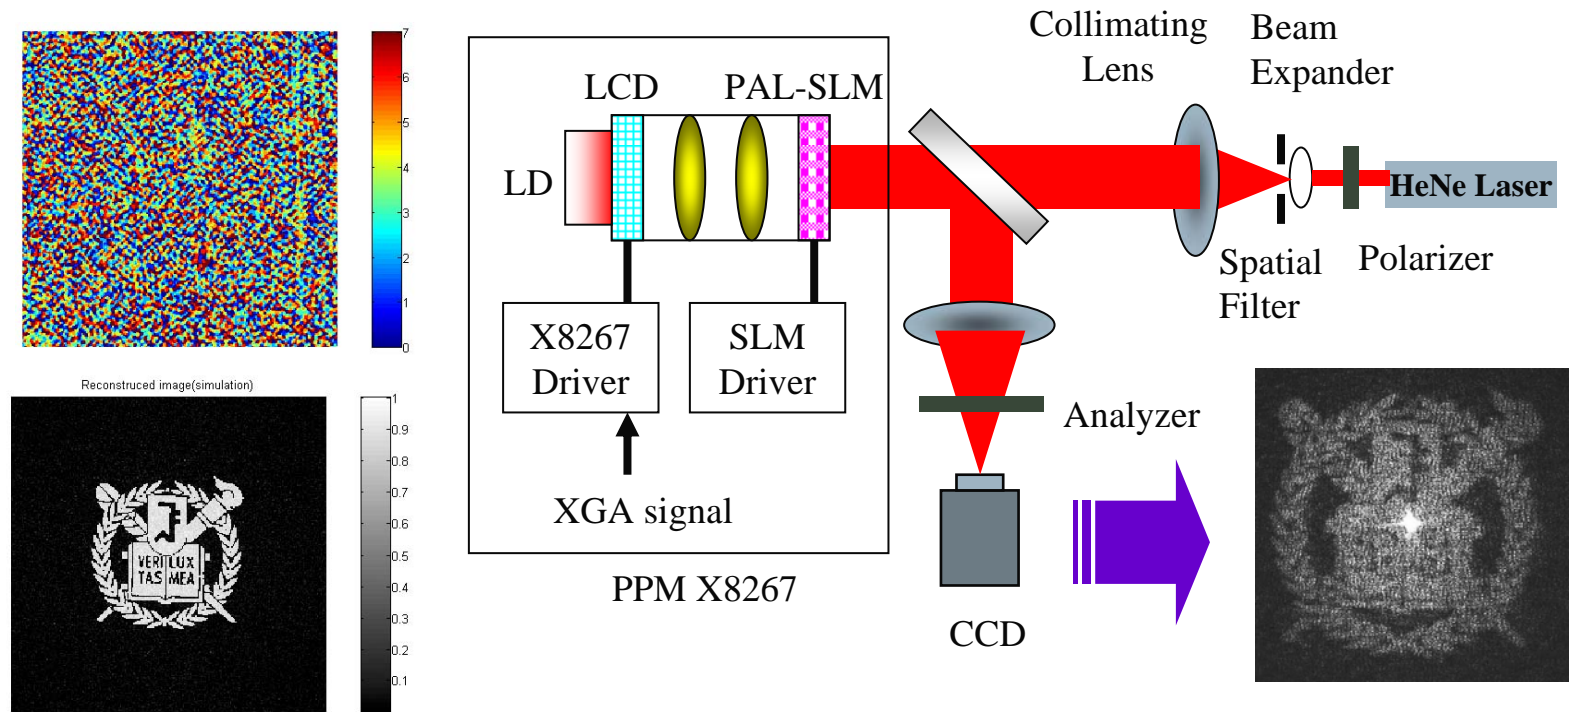 7
6
5
4
3
2
1
0
Reconstruced image(simulation)
1
0.9
0.8
0.7
0.6
0.5
0.4
0.3
0.2
0.1
VERI LUX
TAS MEA
LCD
PAL-SLM
LD
X8267
Driver
SLM
Driver
XGA signal
PPM X8267
Collimating
Lens
Beam
Expander
HeNe Laser
Spatial
Filter
Polarizer
Analyzer
CCD